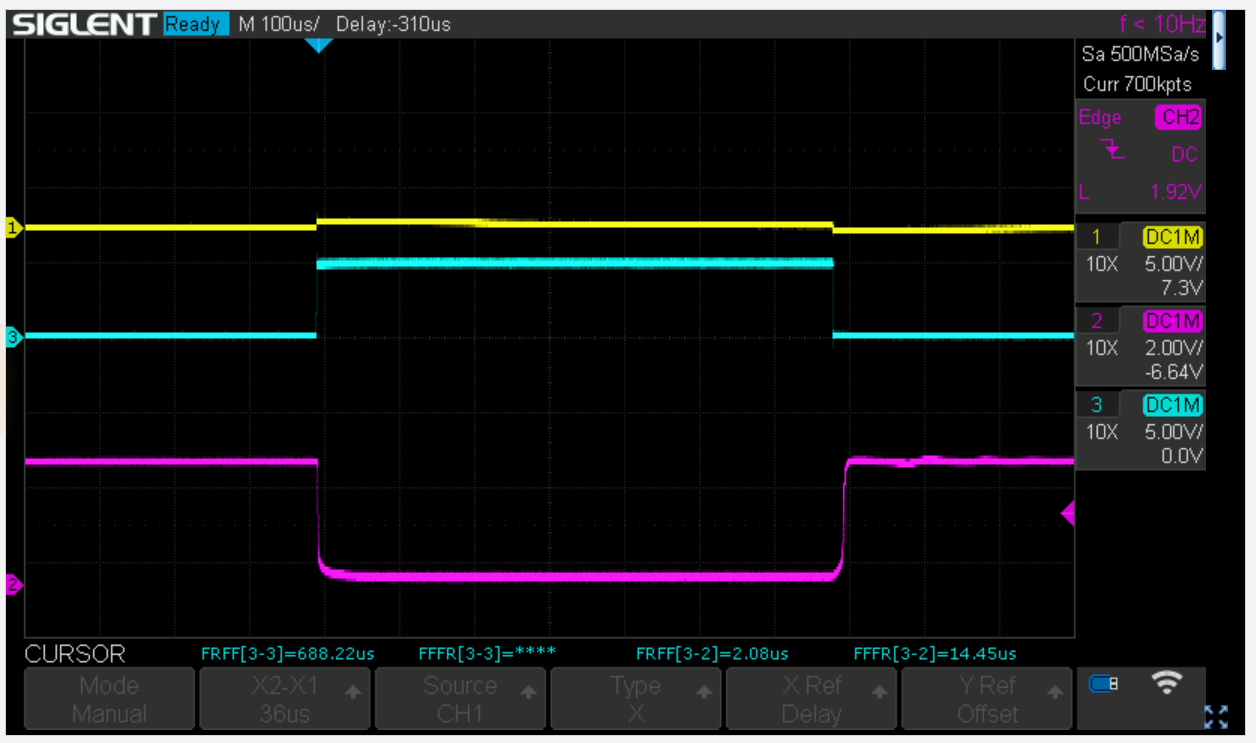 SIGLENT Ready M 100us/ Delay:-310us f < 10Hz
Sa 500MSa/s
Curr 700kpts
Edge CH2
DC
L 1.92V
1
1 DC1M
10X 5.00V/
7.3V
3
2 DC1M
10X 2.00V/
-6.64V
3 DC1M
10X 5.00V/
0.0V
2
CURSOR FRFF[3-3]=688.22us FFFR[3-3]=**** FRFF[3-2]=2.08us FFFR[3-2]=14.45us
Mode X2-X1 Source Type X Ref Y Ref
Manual 36us CH1 X Delay Offset